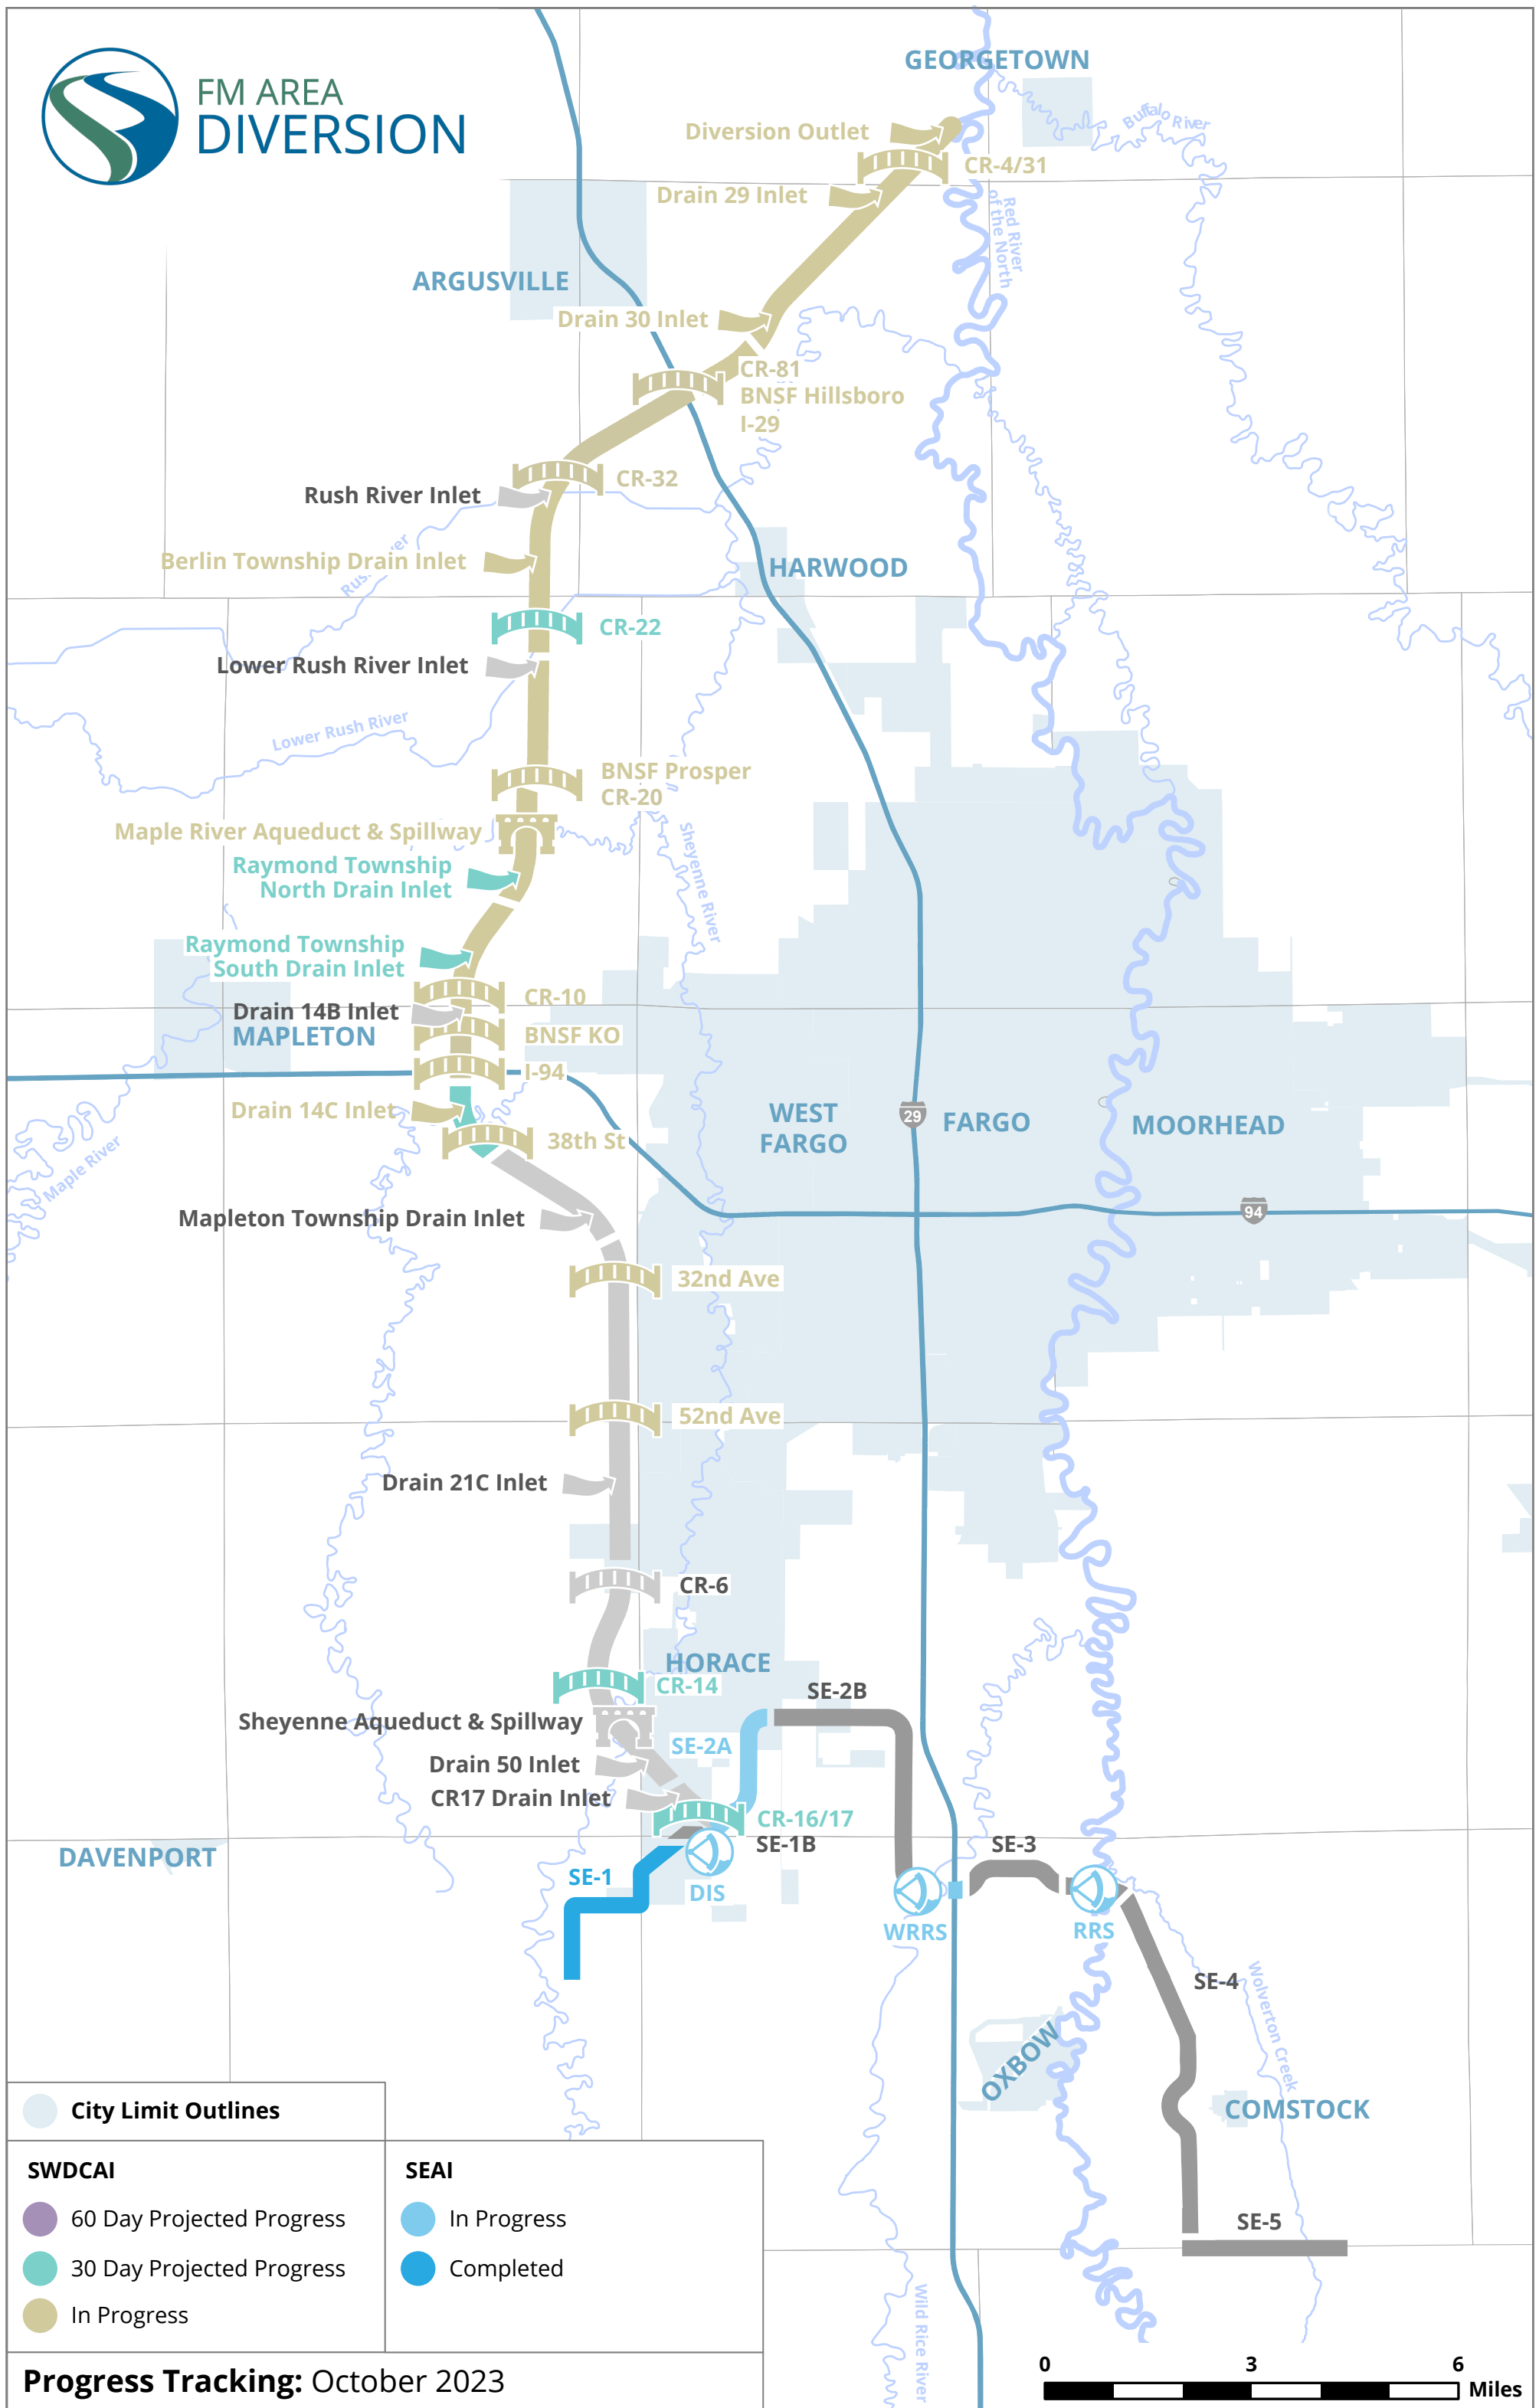 FM AREA
DIVERSION
GEORGETOWN
Buffalo River
Diversion Outlet
CR-4/31
Drain 29 Inlet
Red River
of the North
ARGUSVILLE
Drain 30 Inlet
CR-81
BNSF Hillsboro
I-29
CR-32
Rush River Inlet
Berlin Township Drain Inlet
HARWOOD
CR-22
Lower Rush River Inlet
Lower Rush River
BNSF Prosper
CR-20
Maple River Aqueduct & Spillway
Sheyenne River
Raymond Township
North Drain Inlet
Raymond Township
South Drain Inlet
CR-10
Drain 14B Inlet
MAPLETON
BNSF KO
I-94
Drain 14C Inlet
WEST
FARGO
29
FARGO
MOORHEAD
38th St
Maple River
Mapleton Township Drain Inlet
94
32nd Ave
52nd Ave
Drain 21C Inlet
CR-6
HORACE
CR-14
SE-2B
Sheyenne Aqueduct & Spillway
SE-2A
Drain 50 Inlet
CR17 Drain Inlet
CR-16/17
SE-1B
SE-3
DAVENPORT
SE-1
DIS
WRRS
RRS
SE-4
Wolverton Creek
OXBOW
COMSTOCK
SE-5
Wild Rice River
City Limit Outlines
SWDCAI
60 Day Projected Progress
30 Day Projected Progress
In Progress
SEAI
In Progress
Completed
Progress Tracking: October 2023
0 3 6
Miles